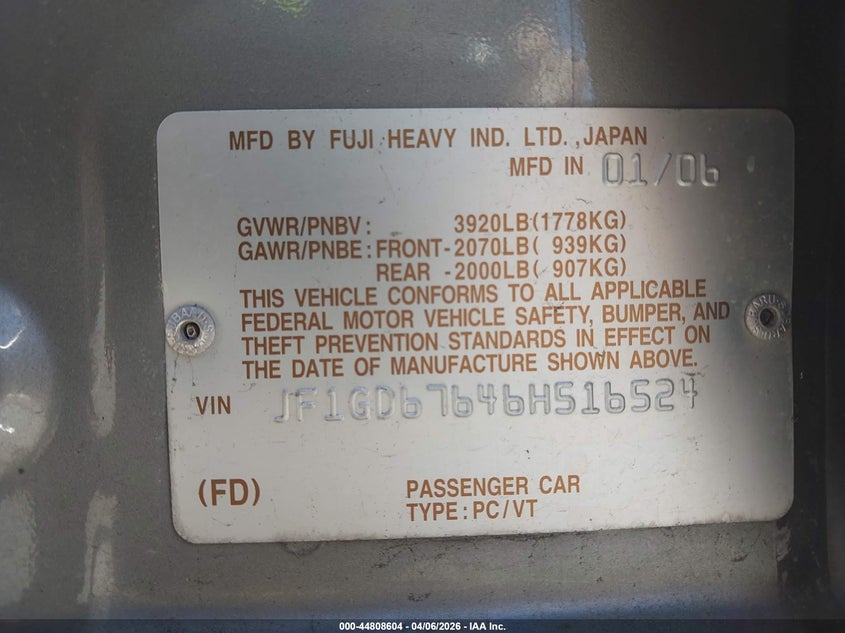 MFD BY FUJI HEAVY IND. LTD.,JAPAN
MFD IN 01/06
GVWR/PNBV: 3920LB(1778KG)
GAWR/PNBE:FRONT-2070LB( 939KG)
REAR -2000LB( 907KG)
THIS VEHICLE CONFORMS TO ALL APPLICABLE
FEDERAL MOTOR VEHICLE SAFETY, BUMPER, AND
THEFT PREVENTION STANDARDS IN EFFECT ON
THE DATE OF MANUFACTURE SHOWN ABOVE.
VIN JF1GD67646H516524
(FD) PASSENGER CAR
TYPE:PC/VT
000-44808604 - 04/06/2026 - IAA Inc.